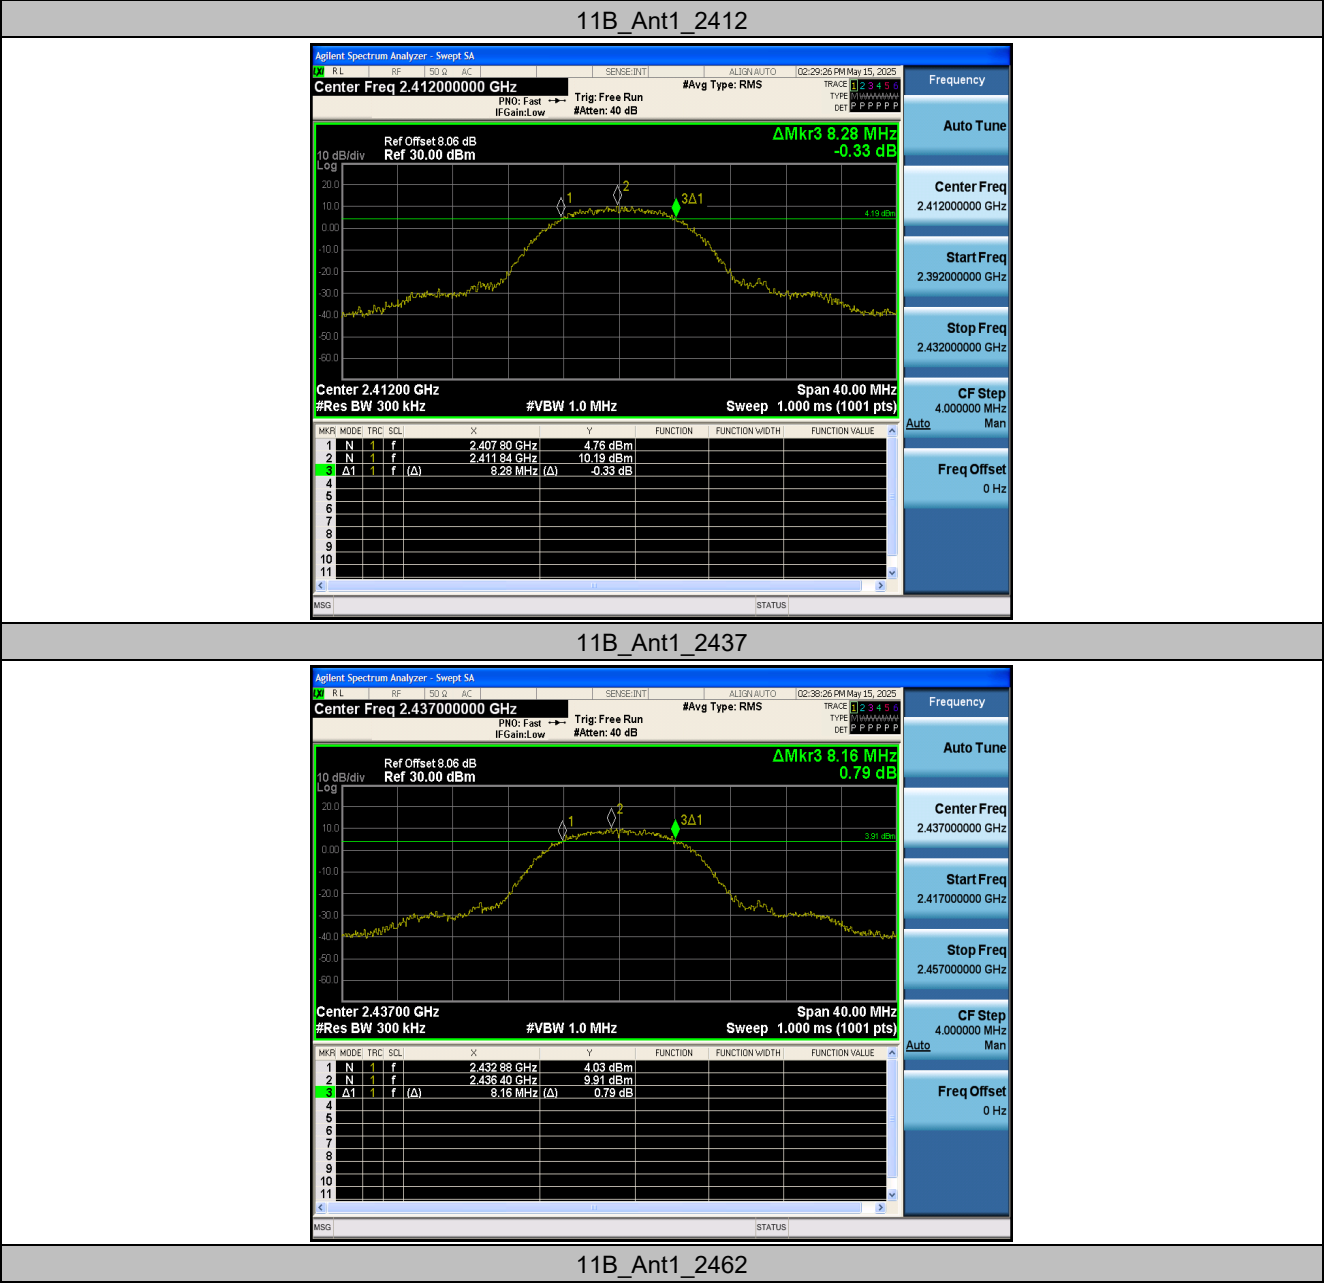 11B_Ant1_2412
Agilent Spectrum Analyzer - Swept SA
LXI RL RF 50 Ω AC SENSE:INT ALIGN AUTO 02:29:26 PM May 15, 2025
Center Freq 2.412000000 GHz
#Avg Type: RMS
TRACE 1 2 3 4 5 6
PNO: Fast
Trig: Free Run
TYPE M W W W W W
IFGain:Low
#Atten: 40 dB
DET P P P P P P
Frequency
Auto Tune
Center Freq
2.412000000 GHz
Start Freq
2.392000000 GHz
Stop Freq
2.432000000 GHz
CF Step
4.000000 MHz
Auto Man
Freq Offset
0 Hz
ΔMkr3 8.28 MHz
-0.33 dB
Ref Offset 8.06 dB
10 dB/div Ref 30.00 dBm
Log
20.0
10.0
0.00
-10.0
-20.0
-30.0
-40.0
-50.0
-60.0
1
2
3Δ1
4.19 dBm
Center 2.41200 GHz Span 40.00 MHz
#Res BW 300 kHz #VBW 1.0 MHz Sweep 1.000 ms (1001 pts)
MKR MODE TRC SCL X Y FUNCTION FUNCTION WIDTH FUNCTION VALUE
1 N 1 f 2.407 80 GHz 4.76 dBm
2 N 1 f 2.411 84 GHz 10.19 dBm
3 Δ1 1 f (Δ) 8.28 MHz (Δ) -0.33 dB
4
5
6
7
8
9
10
11
MSG STATUS
11B_Ant1_2437
Agilent Spectrum Analyzer - Swept SA
LXI RL RF 50 Ω AC SENSE:INT ALIGN AUTO 02:38:26 PM May 15, 2025
Center Freq 2.437000000 GHz
#Avg Type: RMS
TRACE 1 2 3 4 5 6
PNO: Fast
Trig: Free Run
TYPE M W W W W W
IFGain:Low
#Atten: 40 dB
DET P P P P P P
Frequency
Auto Tune
Center Freq
2.437000000 GHz
Start Freq
2.417000000 GHz
Stop Freq
2.457000000 GHz
CF Step
4.000000 MHz
Auto Man
Freq Offset
0 Hz
ΔMkr3 8.16 MHz
0.79 dB
Ref Offset 8.06 dB
10 dB/div Ref 30.00 dBm
Log
20.0
10.0
0.00
-10.0
-20.0
-30.0
-40.0
-50.0
-60.0
1
2
3Δ1
3.91 dBm
Center 2.43700 GHz Span 40.00 MHz
#Res BW 300 kHz #VBW 1.0 MHz Sweep 1.000 ms (1001 pts)
MKR MODE TRC SCL X Y FUNCTION FUNCTION WIDTH FUNCTION VALUE
1 N 1 f 2.432 88 GHz 4.03 dBm
2 N 1 f 2.436 40 GHz 9.91 dBm
3 Δ1 1 f (Δ) 8.16 MHz (Δ) 0.79 dB
4
5
6
7
8
9
10
11
MSG STATUS
11B_Ant1_2462